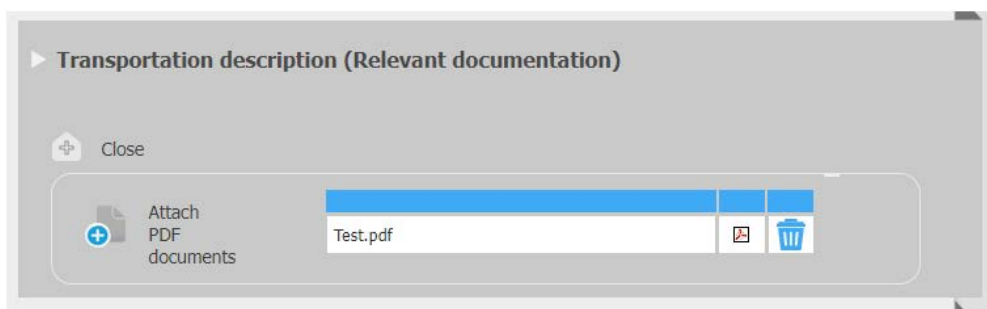 Transportation description (Relevant documentation)
Close
Attach
PDF
documents
Test.pdf